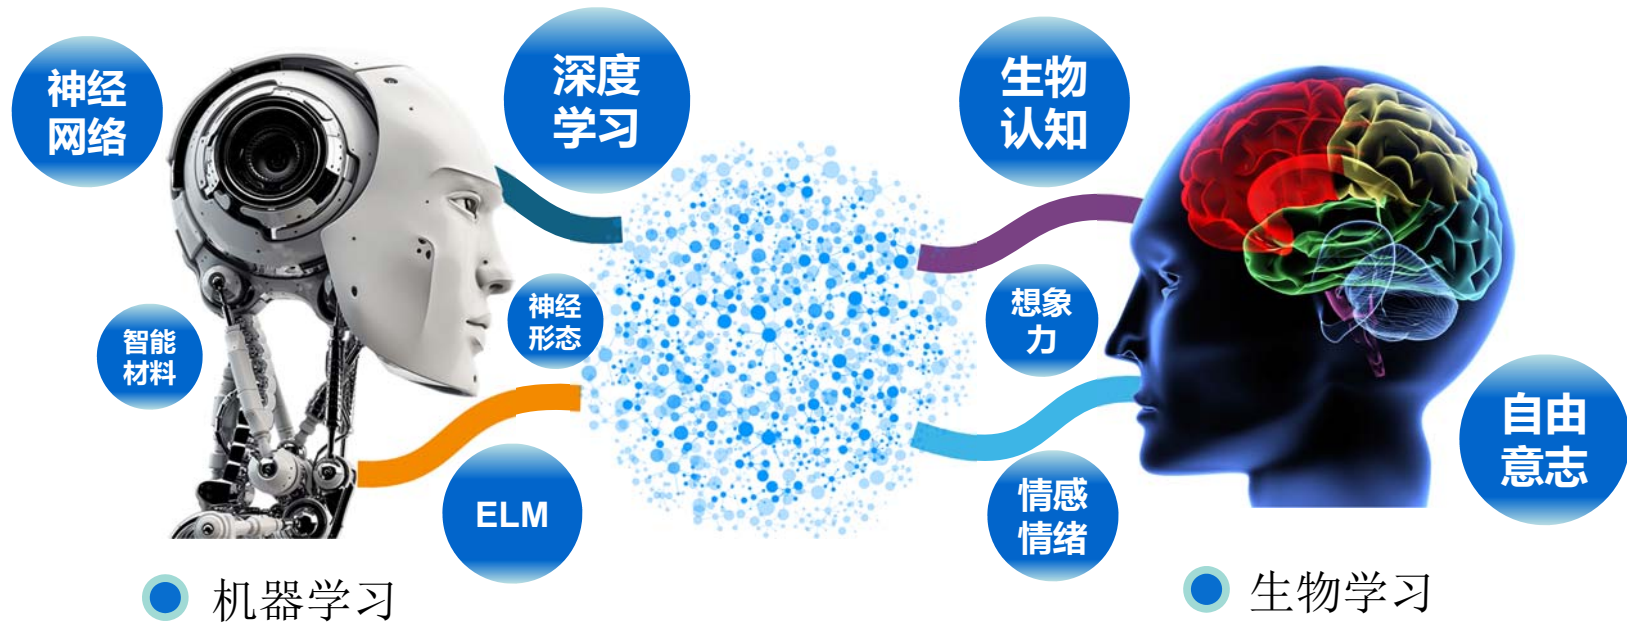 神经
网络
深度
学习
智能
材料
神经
形态
ELM
机器学习
生物
认知
想象
力
情感
情绪
自由
意志
生物学习